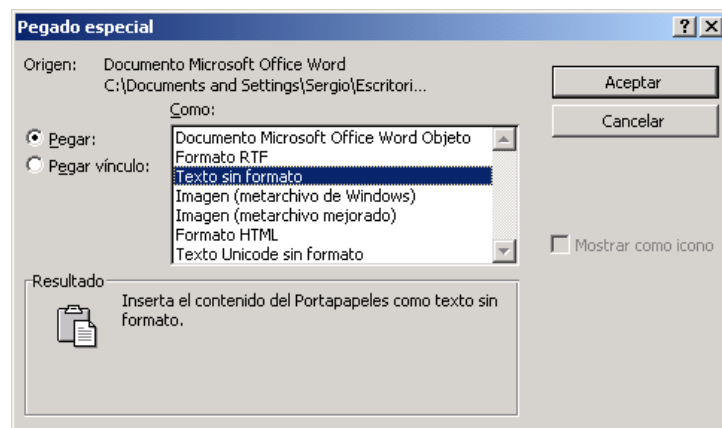 Pegado especial
Origen: Documento Microsoft Office Word
C:\Documents and Settings\Sergio\Escritori...
Como:
Pegar:
Pegar vínculo:
Documento Microsoft Office Word Objeto
Formato RTF
Texto sin formato
Imagen (metarchivo de Windows)
Imagen (metarchivo mejorado)
Formato HTML
Texto Unicode sin formato
Aceptar
Cancelar
Mostrar como icono
Resultado
Inserta el contenido del Portapapeles como texto sin
formato.